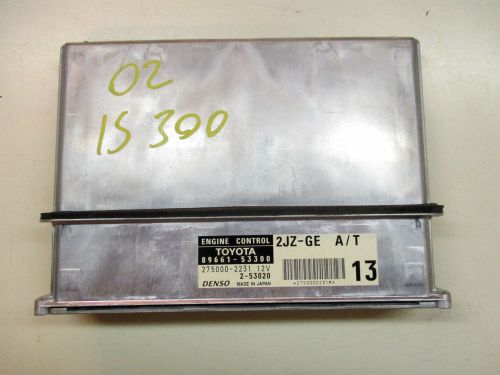 02
IS 300
ENGINE CONTROL 2JZ-GE A/T
TOYOTA
89661-53300
275000-2231 12V
2-53020
DENSO MADE IN JAPAN
13
*2750002231M*